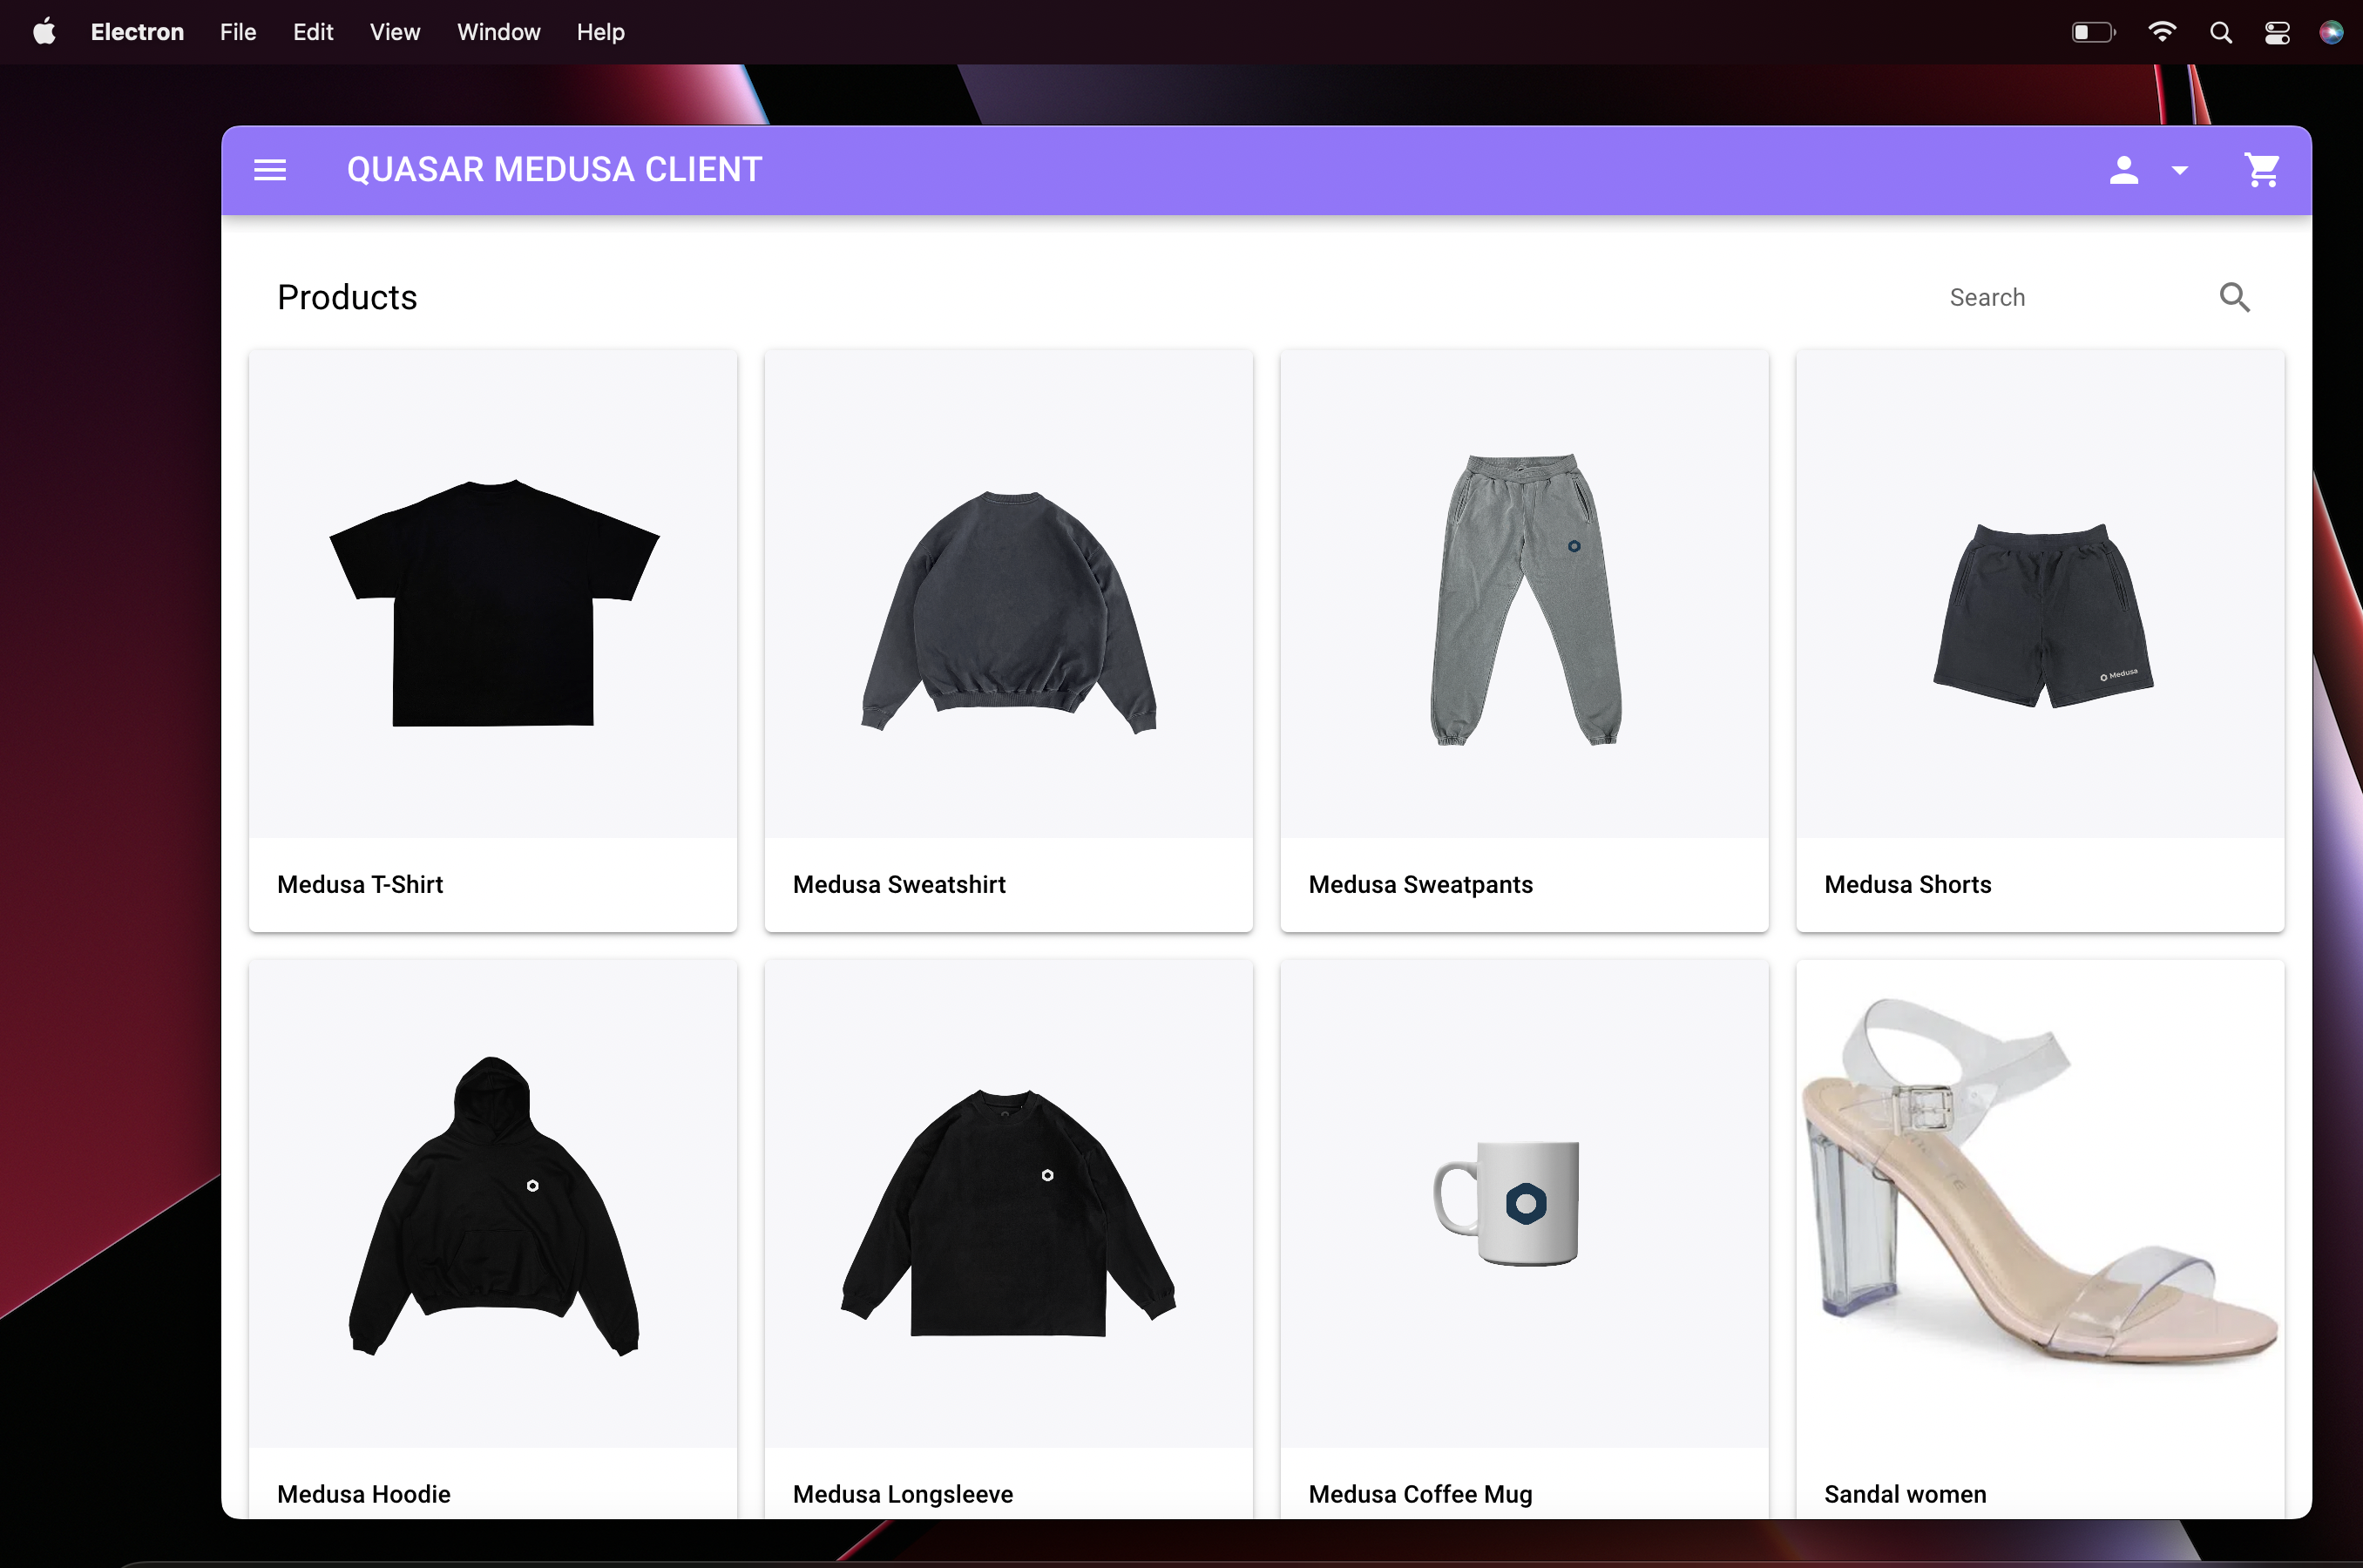 Electron File Edit View Window Help
QUASAR MEDUSA CLIENT
Products
Search
Medusa
Medusa T-Shirt
Medusa Sweatshirt
Medusa Sweatpants
Medusa Shorts
Medusa Hoodie
Medusa Longsleeve
Medusa Coffee Mug
Sandal women